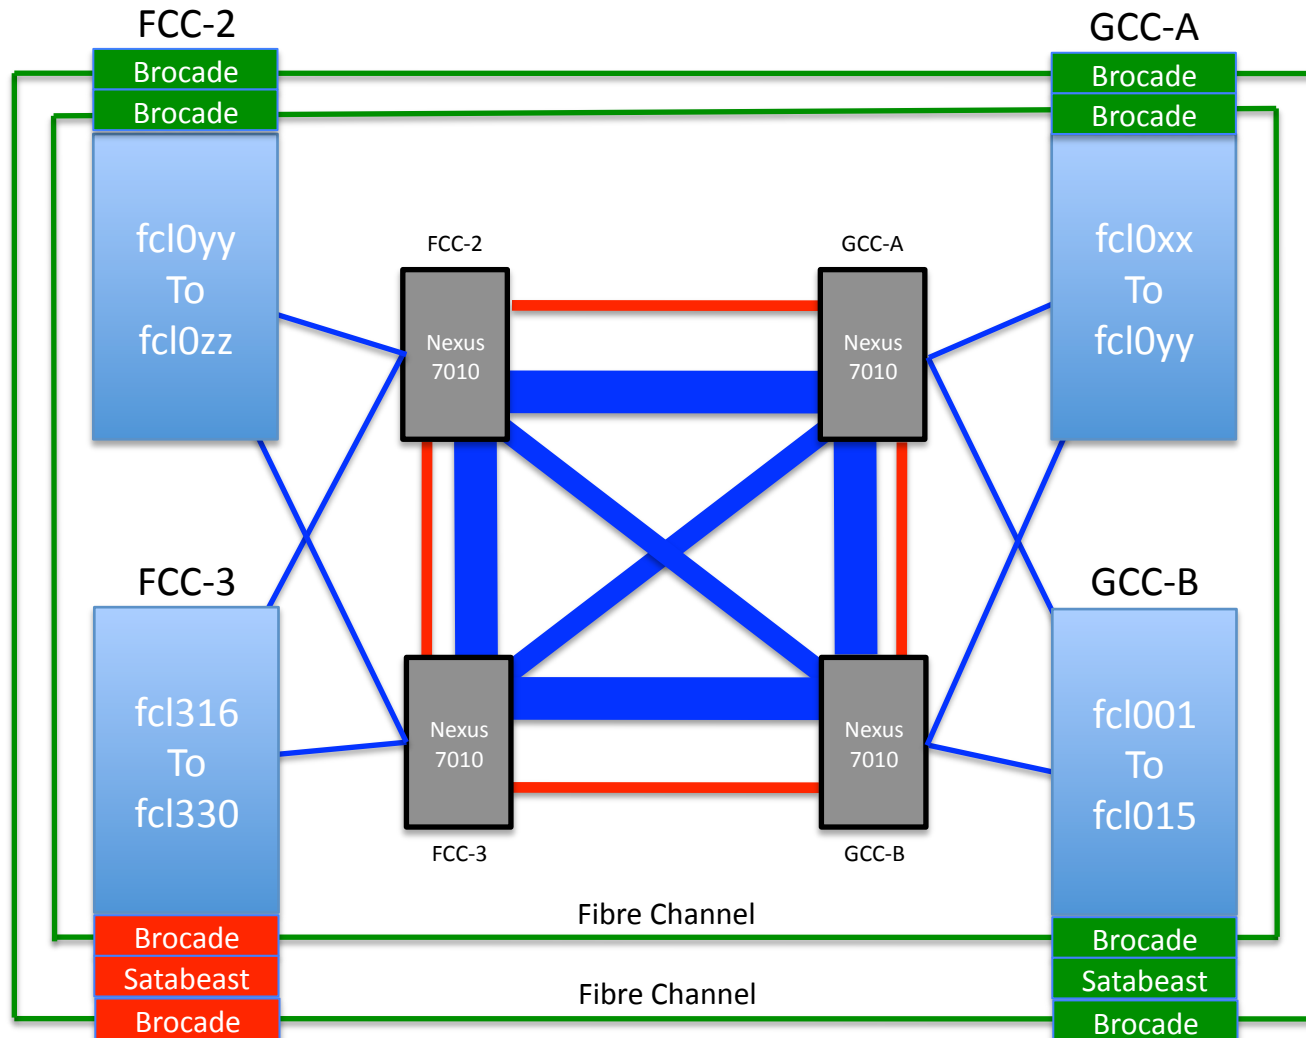 FCC-2
GCC-A
Brocade
Brocade
Brocade
Brocade
fcl0yy
To
fcl0zz
fcl0xx
To
fcl0yy
FCC-2
GCC-A
Nexus
7010
Nexus
7010
FCC-3
GCC-B
fcl316
To
fcl330
Nexus
7010
Nexus
7010
fcl001
To
fcl015
FCC-3
GCC-B
Fibre Channel
Brocade
Brocade
Satabeast
Satabeast
Fibre Channel
Brocade
Brocade